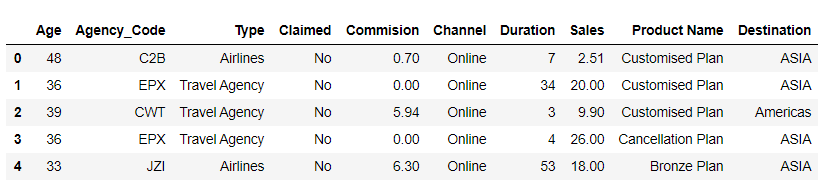 Age Agency_Code Type Claimed Commision Channel Duration Sales Product Name Destination
0 48 C2B Airlines No 0.70 Online 7 2.51 Customised Plan ASIA
1 36 EPX Travel Agency No 0.00 Online 34 20.00 Customised Plan ASIA
2 39 CWT Travel Agency No 5.94 Online 3 9.90 Customised Plan Americas
3 36 EPX Travel Agency No 0.00 Online 4 26.00 Cancellation Plan ASIA
4 33 JZI Airlines No 6.30 Online 53 18.00 Bronze Plan ASIA